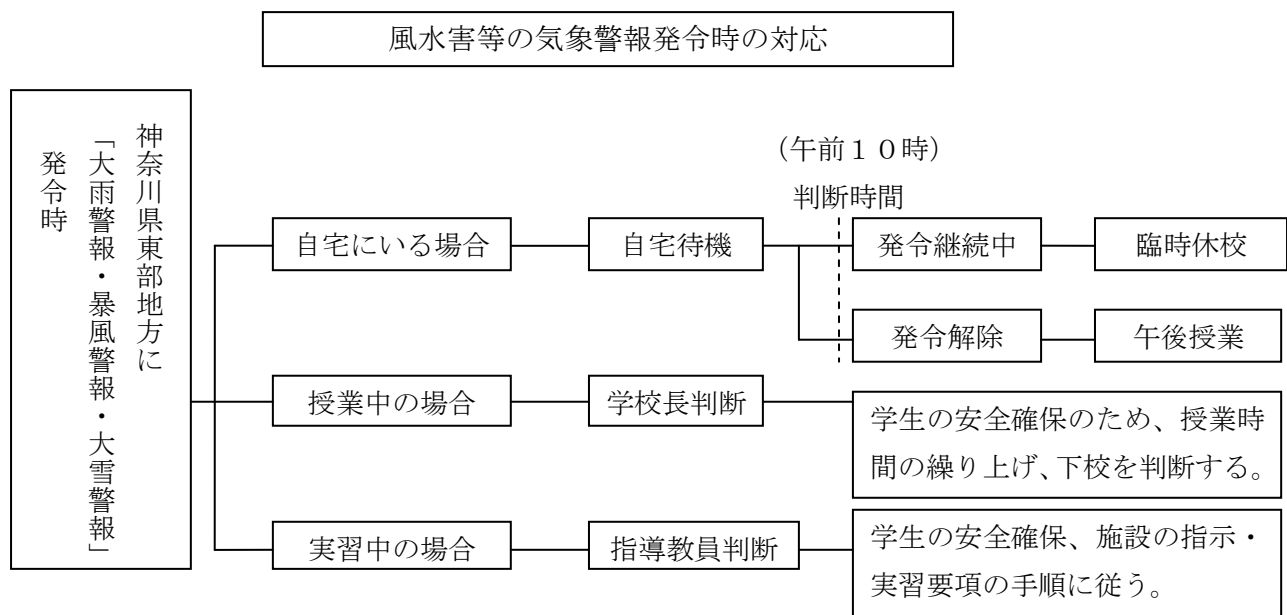 風水害等の気象警報発令時の対応
神奈川県東部地方に
「大雨警報・暴風警報・大雪警報」
発令時
（午前１０時）
判断時間
自宅にいる場合
自宅待機
発令継続中
臨時休校
発令解除
午後授業
授業中の場合
学校長判断
学生の安全確保のため、授業時
間の繰り上げ、下校を判断する。
実習中の場合
指導教員判断
学生の安全確保、施設の指示・
実習要項の手順に従う。